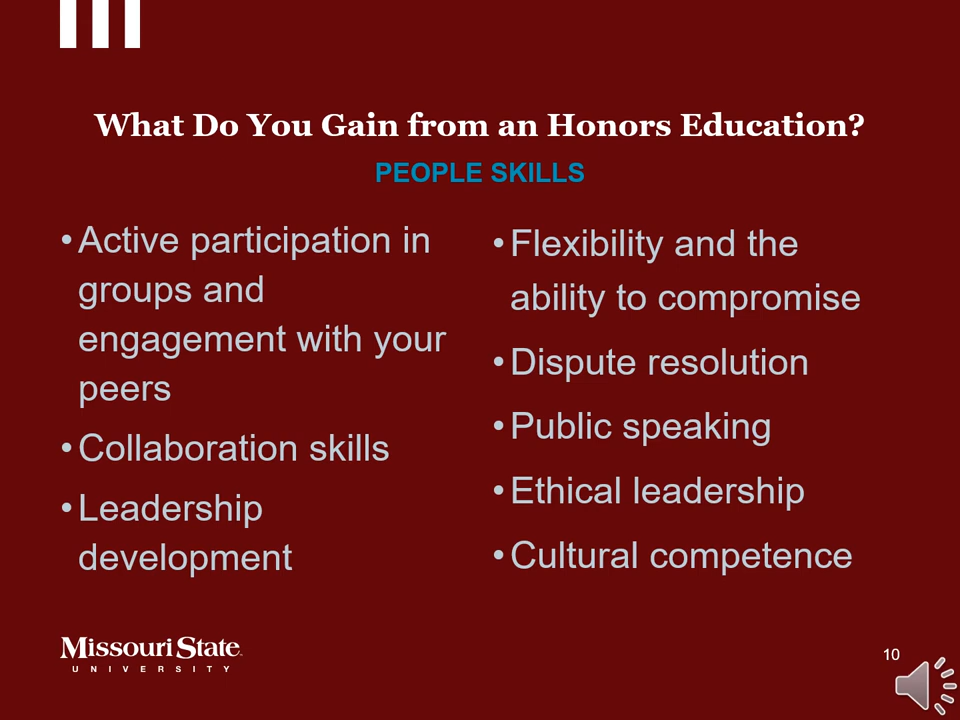 What Do You Gain from an Honors Education?
PEOPLE SKILLS
• Active participation in
groups and
engagement with your
peers
• Collaboration skills
• Leadership
development
• Flexibility and the
ability to compromise
• Dispute resolution
• Public speaking
• Ethical leadership
• Cultural competence
Missouri State
UNIVERSITY
10